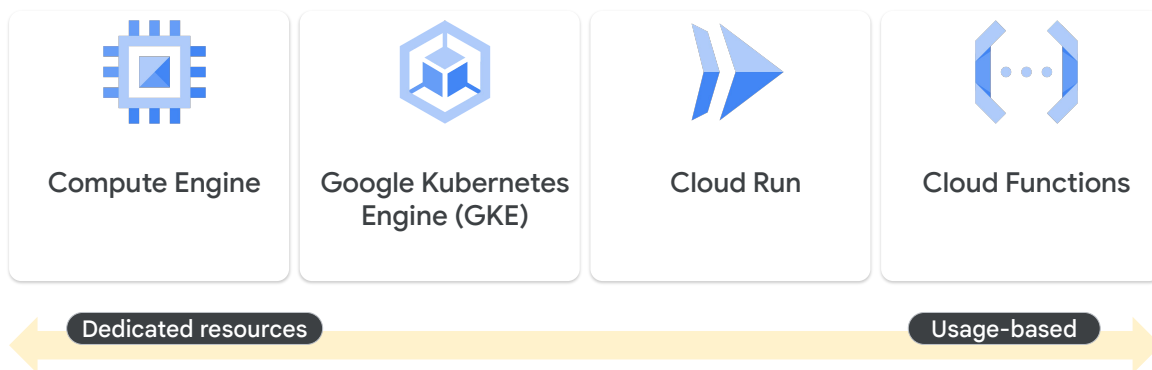 Compute Engine
Google Kubernetes
Engine (GKE)
Cloud Run
Cloud Functions
Dedicated resources
Usage-based